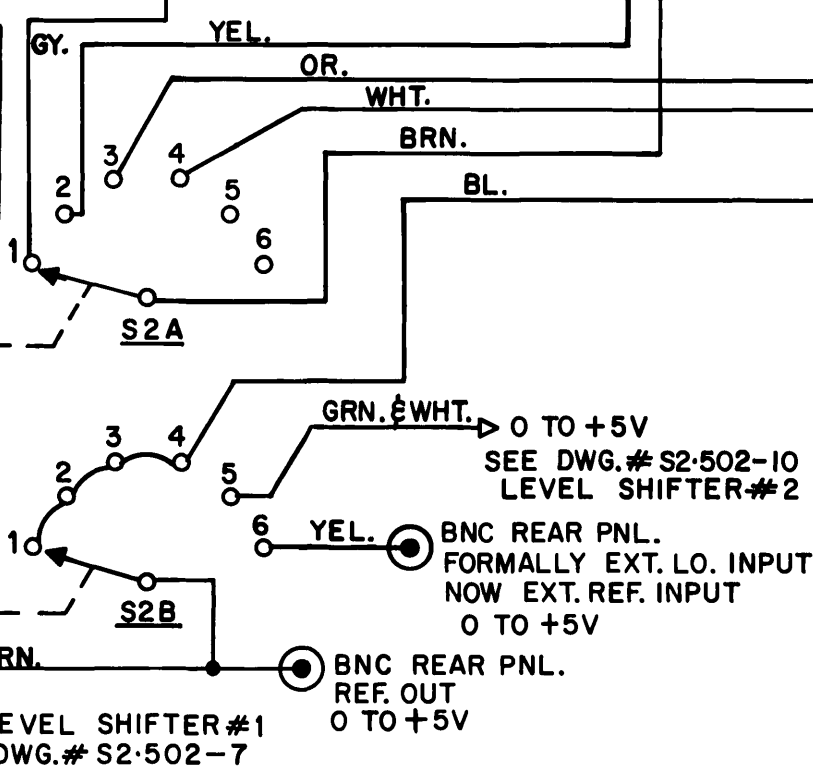 GY.
YEL.
OR.
WHT.
BRN.
BL.
3
4
2
5
6
1
S2A
GRN. & WHT.
0 TO +5V
SEE DWG.# S2·502-10
LEVEL SHIFTER #2
3
4
2
5
6
1
YEL.
BNC REAR PNL.
FORMALLY EXT. LO. INPUT
NOW EXT. REF. INPUT
0 TO +5V
S2B
RN.
BNC REAR PNL.
REF. OUT
0 TO +5V
EVEL SHIFTER #1
DWG.# S2·502-7